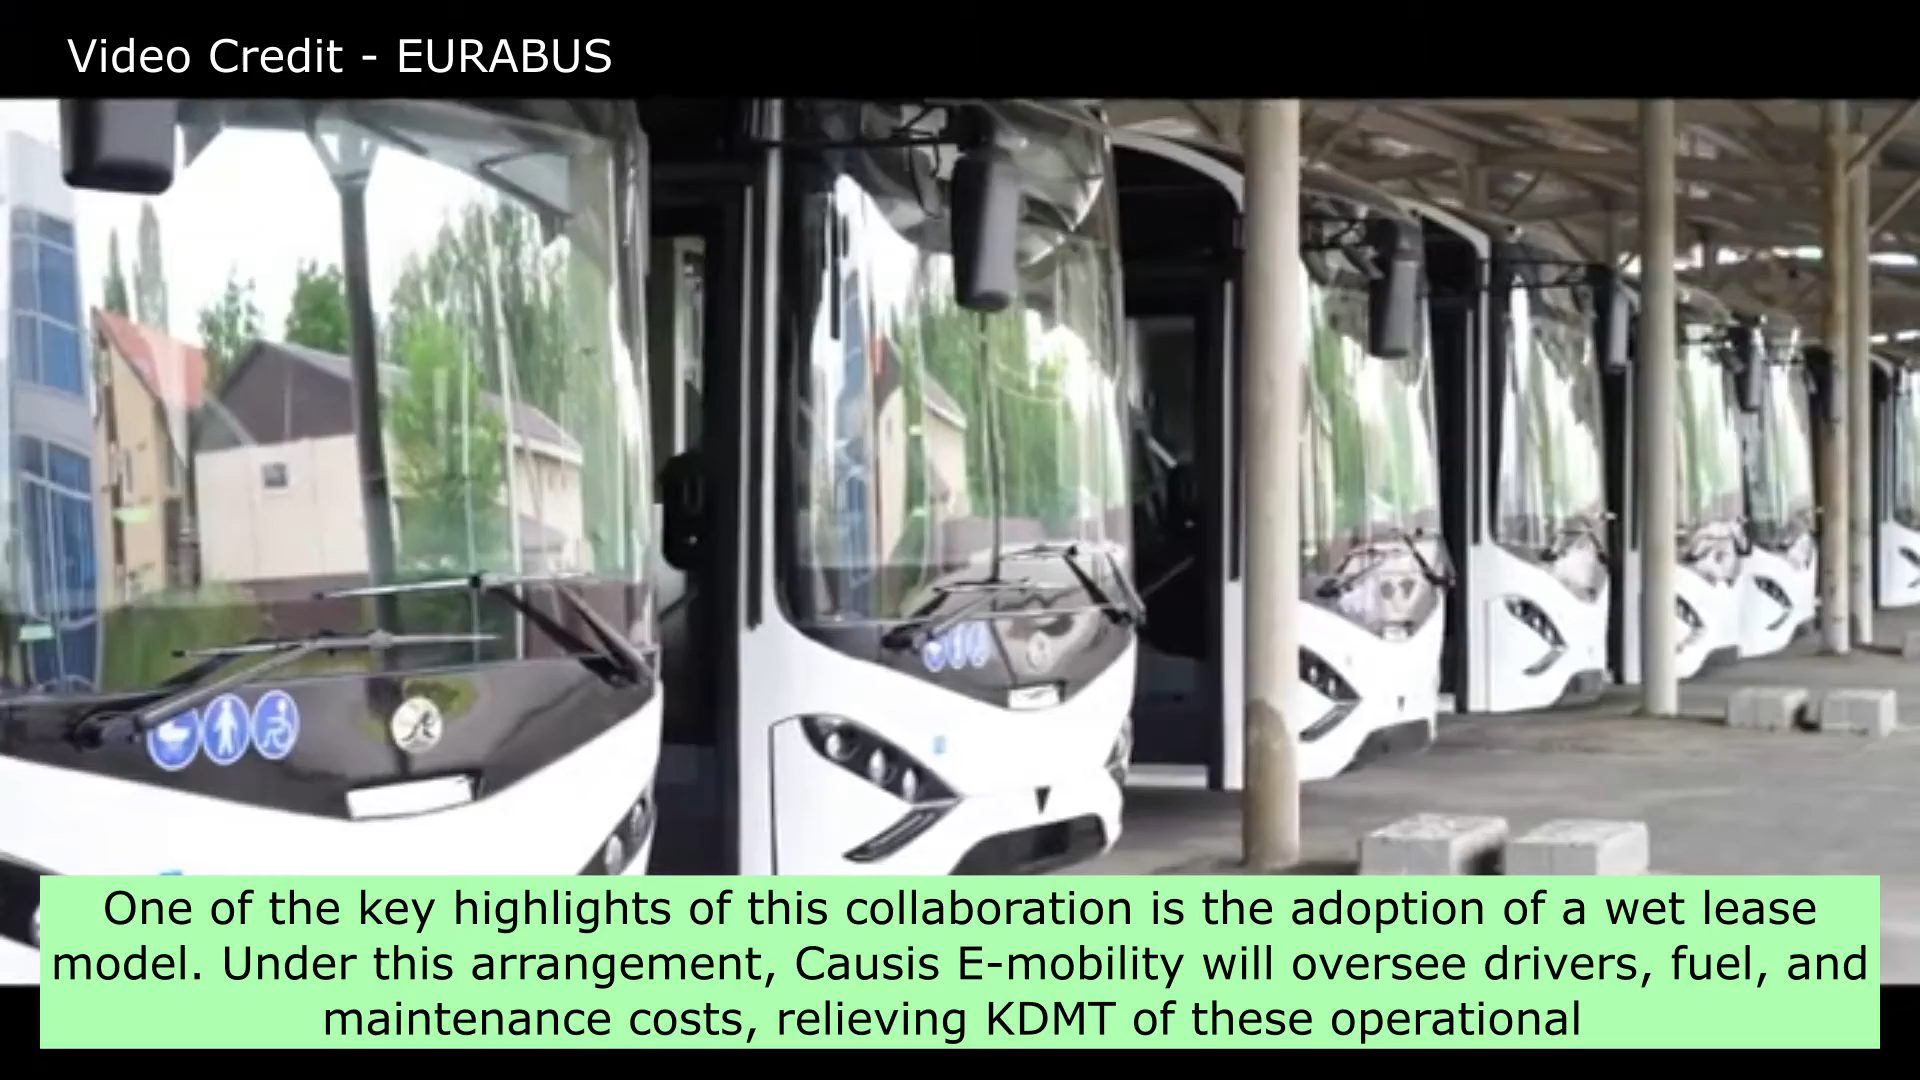 Video Credit - EURABUS
One of the key highlights of this collaboration is the adoption of a wet lease
model. Under this arrangement, Causis E-mobility will oversee drivers, fuel, and
maintenance costs, relieving KDMT of these operational